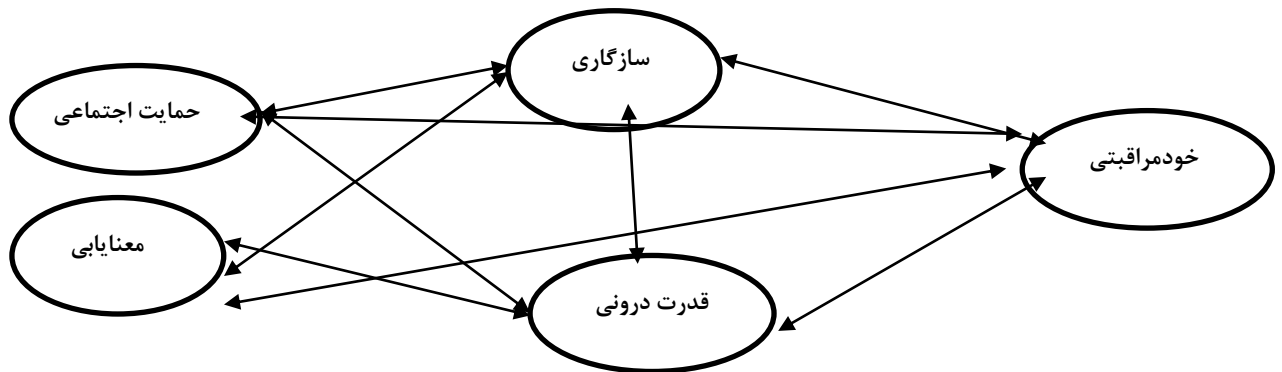 سازگاری
حمایت اجتماعی
خودمراقبتی
معنایابی
قدرت درونی